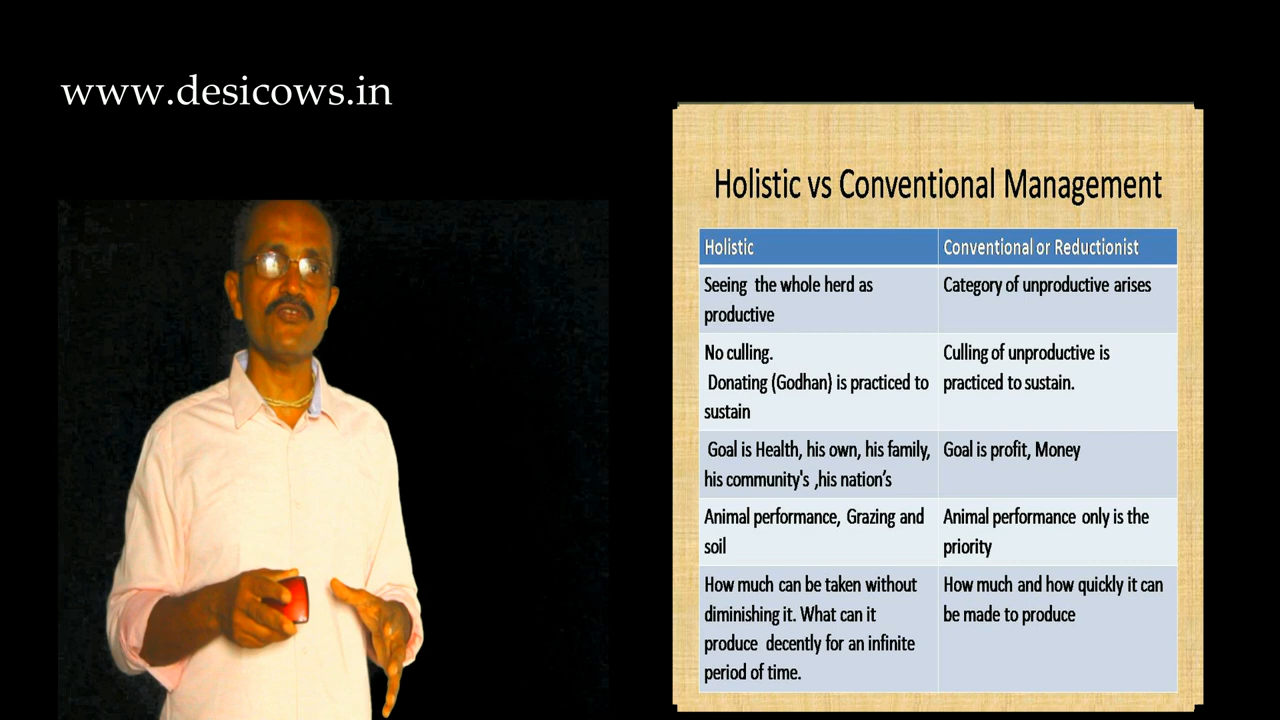 www.desicows.in
Holistic vs Conventional Management
Holistic
Conventional or Reductionist
Seeing the whole herd as
productive
Category of unproductive arises
No culling.
Donating (Godhan) is practiced to
sustain
Culling of unproductive is
practiced to sustain.
Goal is Health, his own, his family,
his community's ,his nation's
Goal is profit, Money
Animal performance, Grazing and
soil
Animal performance only is the
priority
How much can be taken without
diminishing it. What can it
produce decently for an infinite
period of time.
How much and how quickly it can
be made to produce